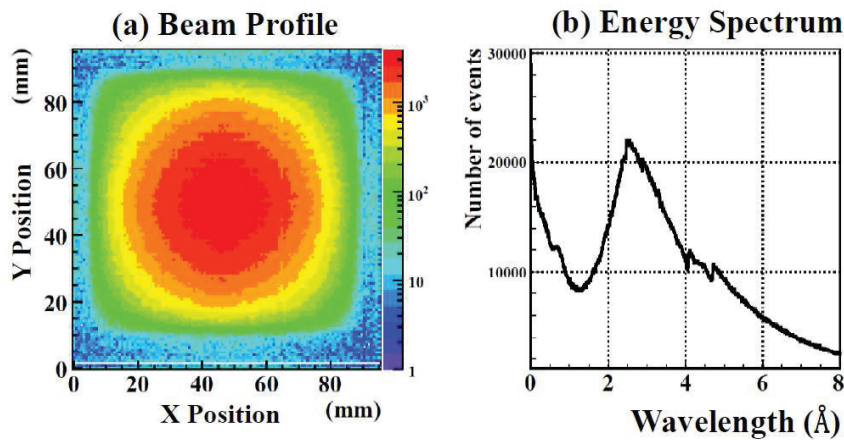 (a) Beam Profile
(b) Energy Spectrum
Y Position (mm)
80
60
40
20
0
0 20 40 60 80
X Position (mm)
10³
10²
10
1
Number of events
30000
20000
10000
0 2 4 6 8
Wavelength (Å)